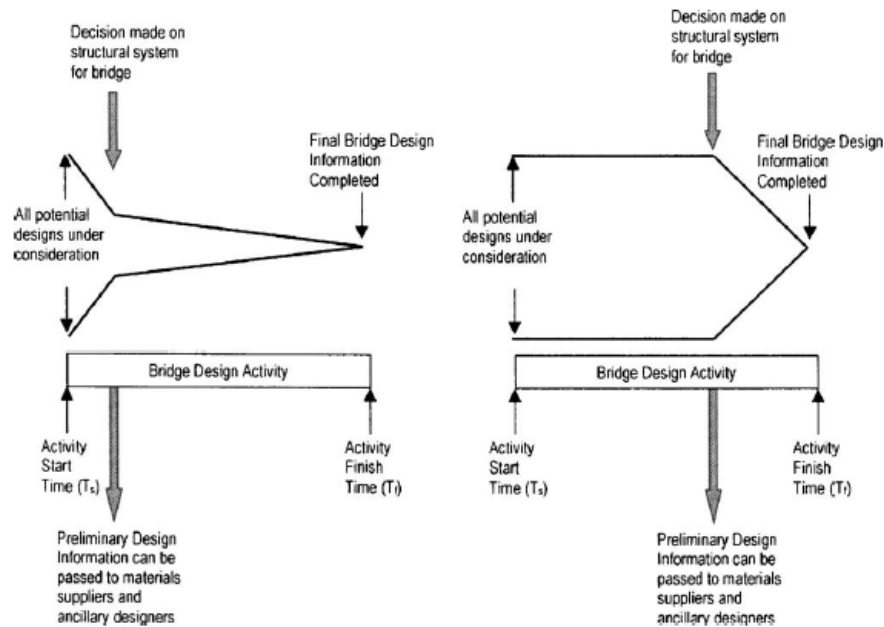 Decision made on
structural system
for bridge
Final Bridge Design
Information
Completed
All potential
designs under
consideration
Bridge Design Activity
Activity
Start
Time (Ts)
Activity
Finish
Time (Tf)
Preliminary Design
Information can be
passed to materials
suppliers and
ancillary designers
Decision made on
structural system
for bridge
Final Bridge Design
Information
Completed
All potential
designs under
consideration
Bridge Design Activity
Activity
Start
Time (Ts)
Activity
Finish
Time (Tf)
Preliminary Design
Information can be
passed to materials
suppliers and
ancillary designers